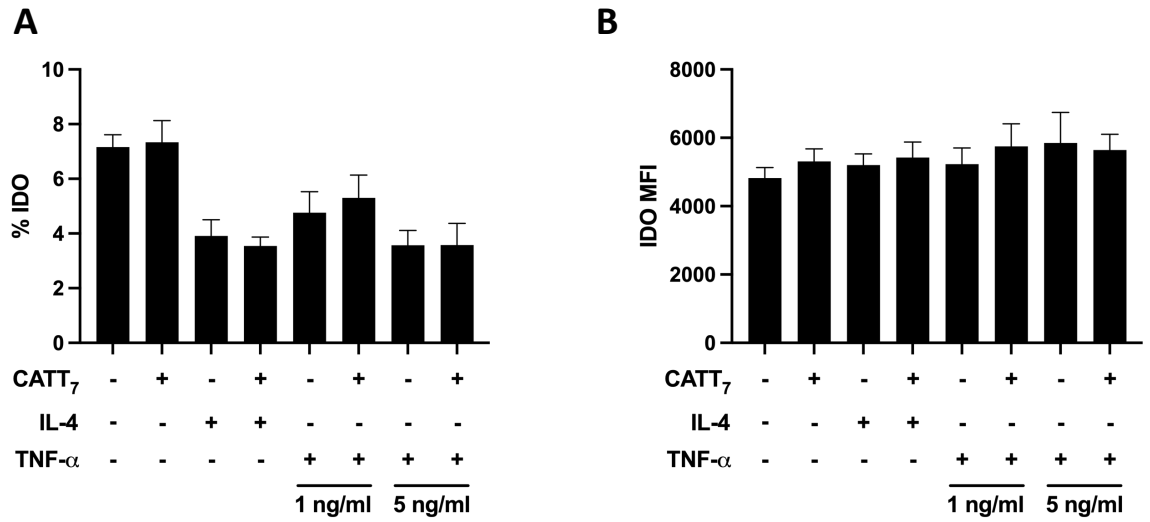 A
% IDO
10
8
6
4
2
0
CATT7 - + - + - + - +
IL-4 - - + + - - - -
TNF-α - - - - + + + +
1 ng/ml 5 ng/ml
B
IDO MFI
8000
6000
4000
2000
0
CATT7 - + - + - + - +
IL-4 - - + + - - - -
TNF-α - - - - + + + +
1 ng/ml 5 ng/ml